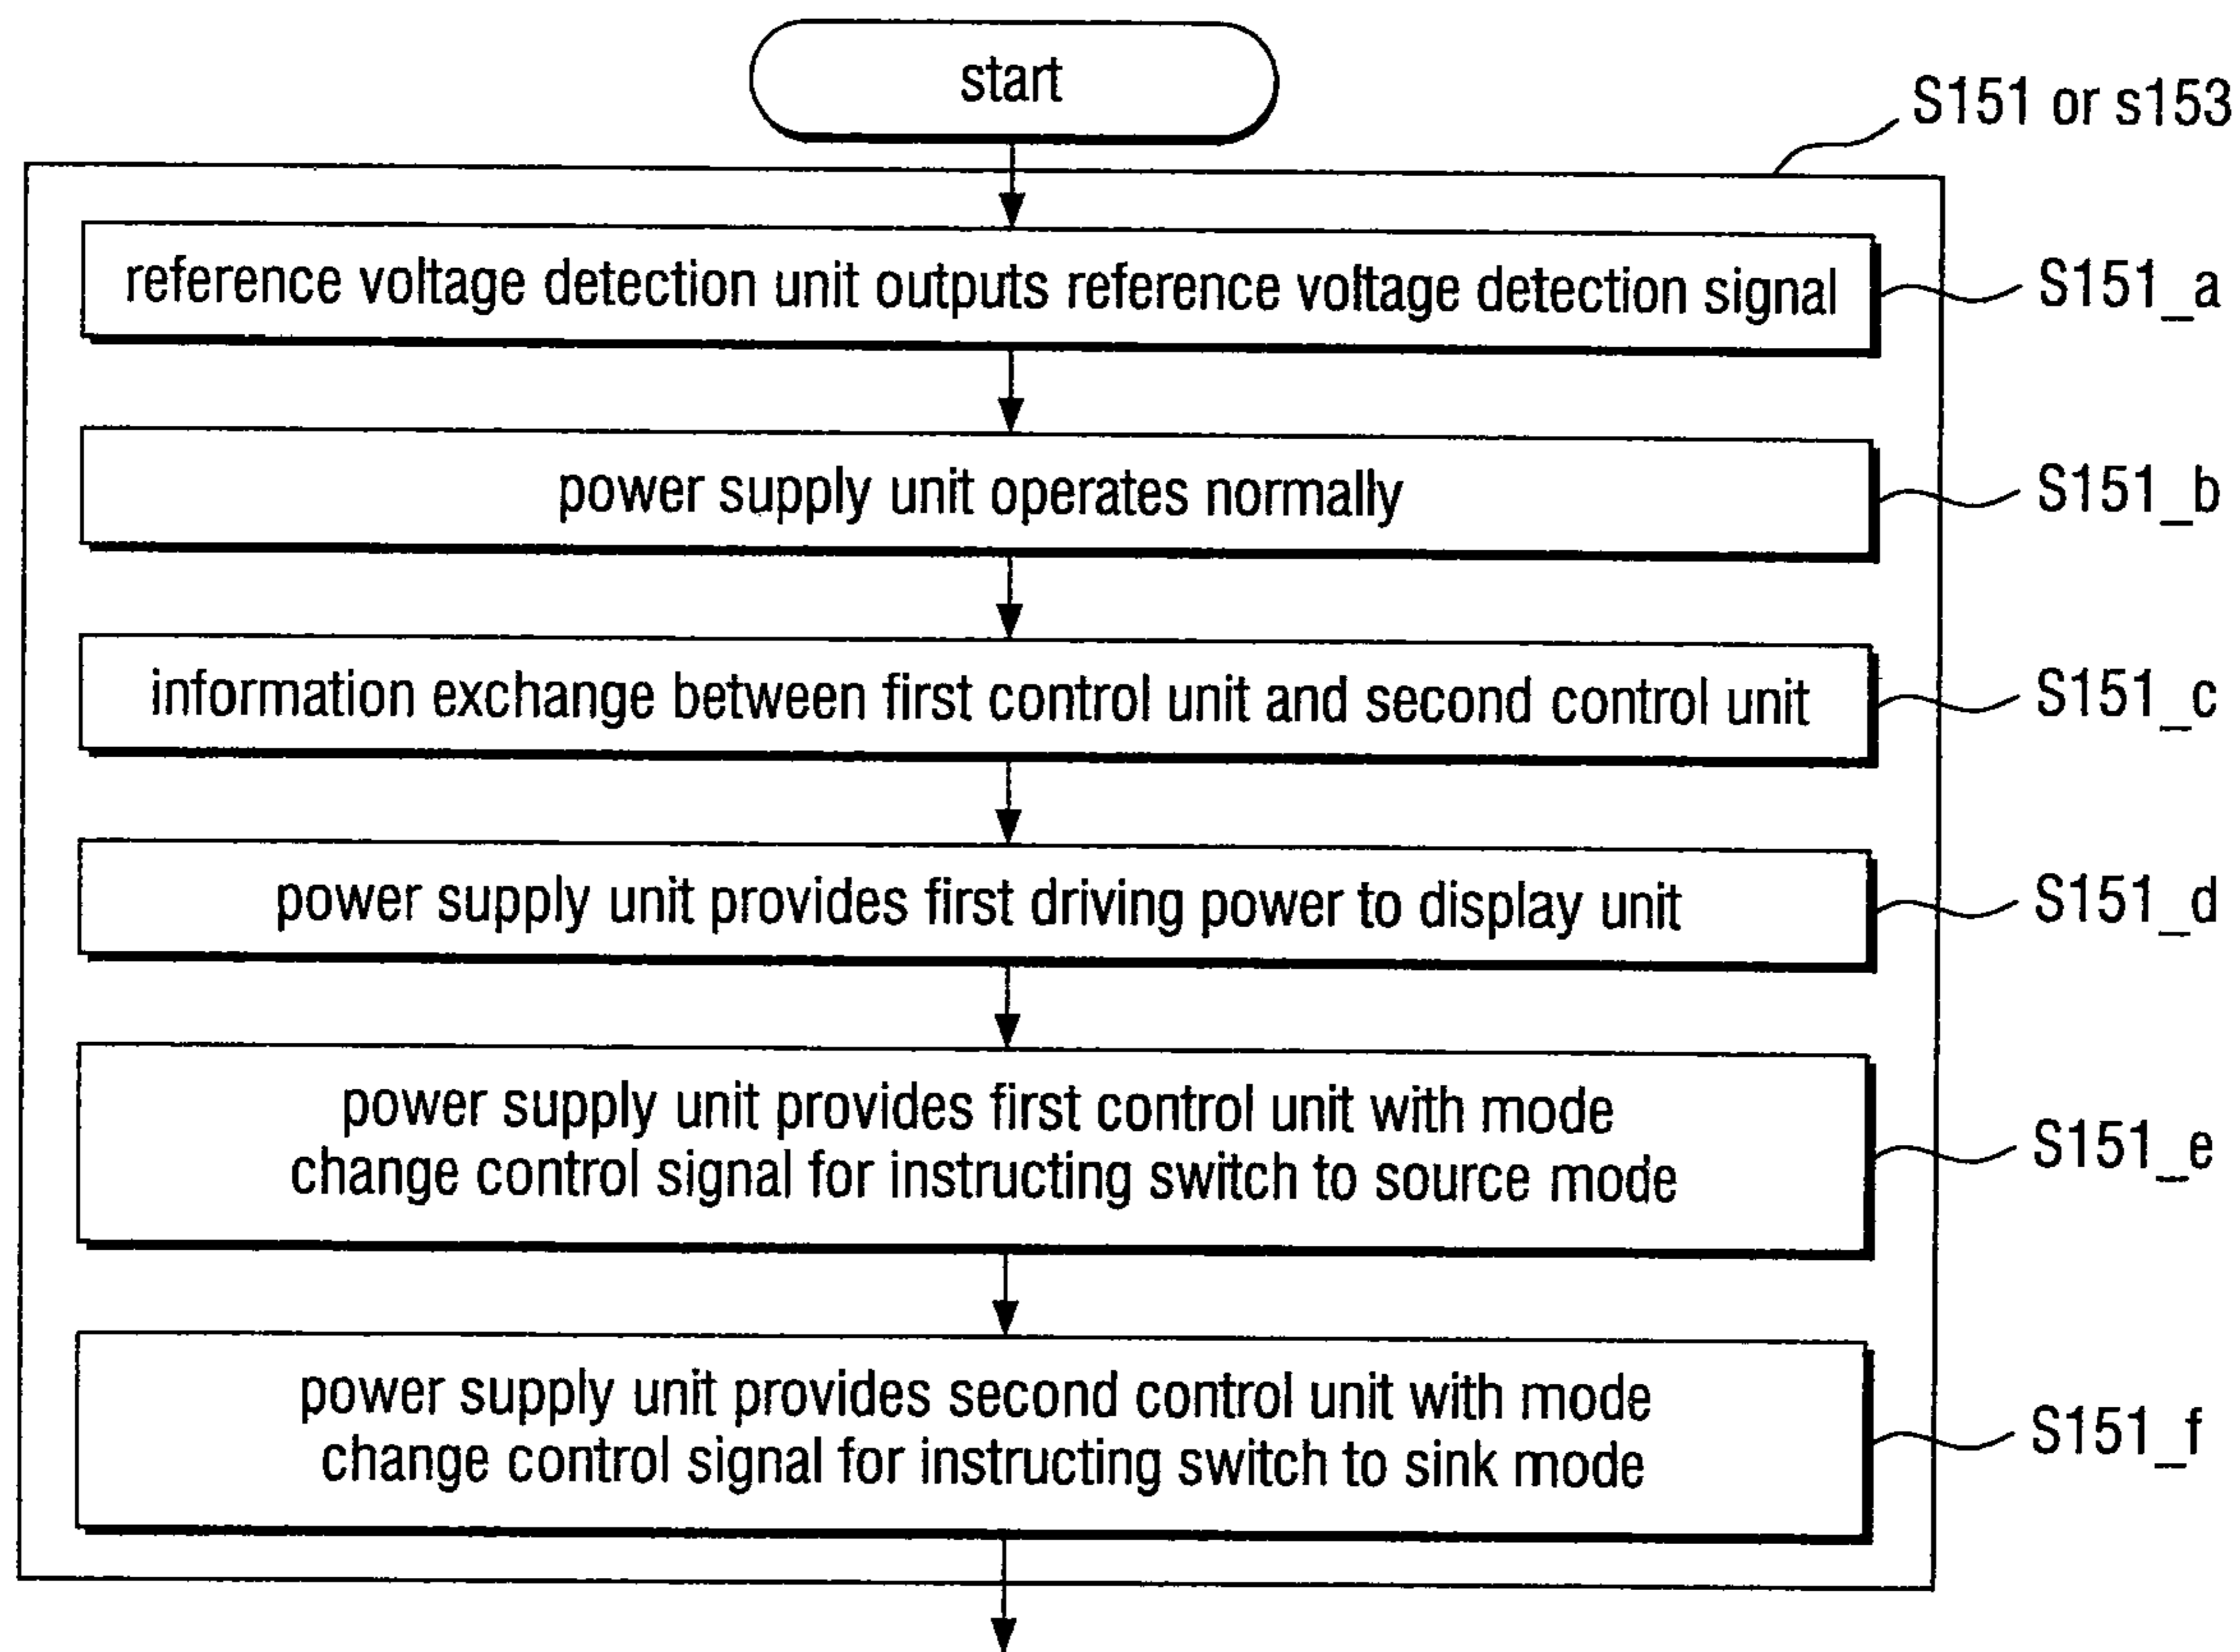 start
S151 or s153
reference voltage detection unit outputs reference voltage detection signal
S151_a
power supply unit operates normally
S151_b
information exchange between first control unit and second control unit
S151_c
power supply unit provides first driving power to display unit
S151_d
power supply unit provides first control unit with mode
change control signal for instructing switch to source mode
S151_e
power supply unit provides second control unit with mode
change control signal for instructing switch to sink mode
S151_f